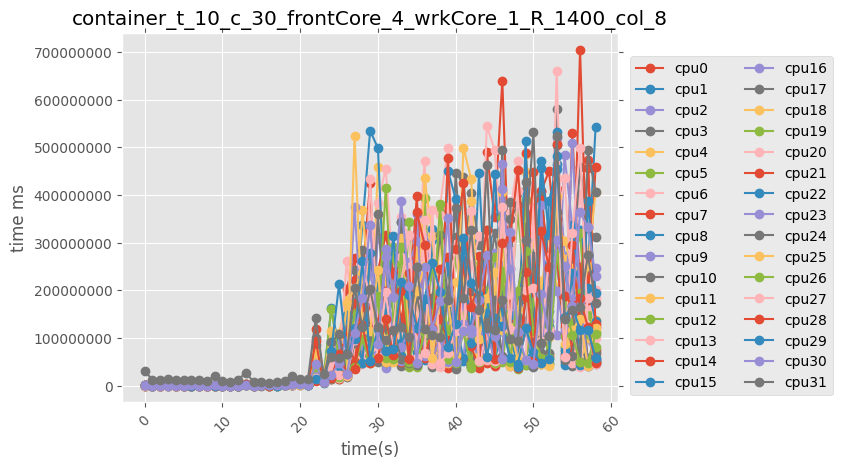 container_t_10_c_30_frontCore_4_wrkCore_1_R_1400_col_8
time ms
700000000
600000000
500000000
400000000
300000000
200000000
100000000
0
0
10
20
30
40
50
60
time(s)
cpu0
cpu1
cpu2
cpu3
cpu4
cpu5
cpu6
cpu7
cpu8
cpu9
cpu10
cpu11
cpu12
cpu13
cpu14
cpu15
cpu16
cpu17
cpu18
cpu19
cpu20
cpu21
cpu22
cpu23
cpu24
cpu25
cpu26
cpu27
cpu28
cpu29
cpu30
cpu31